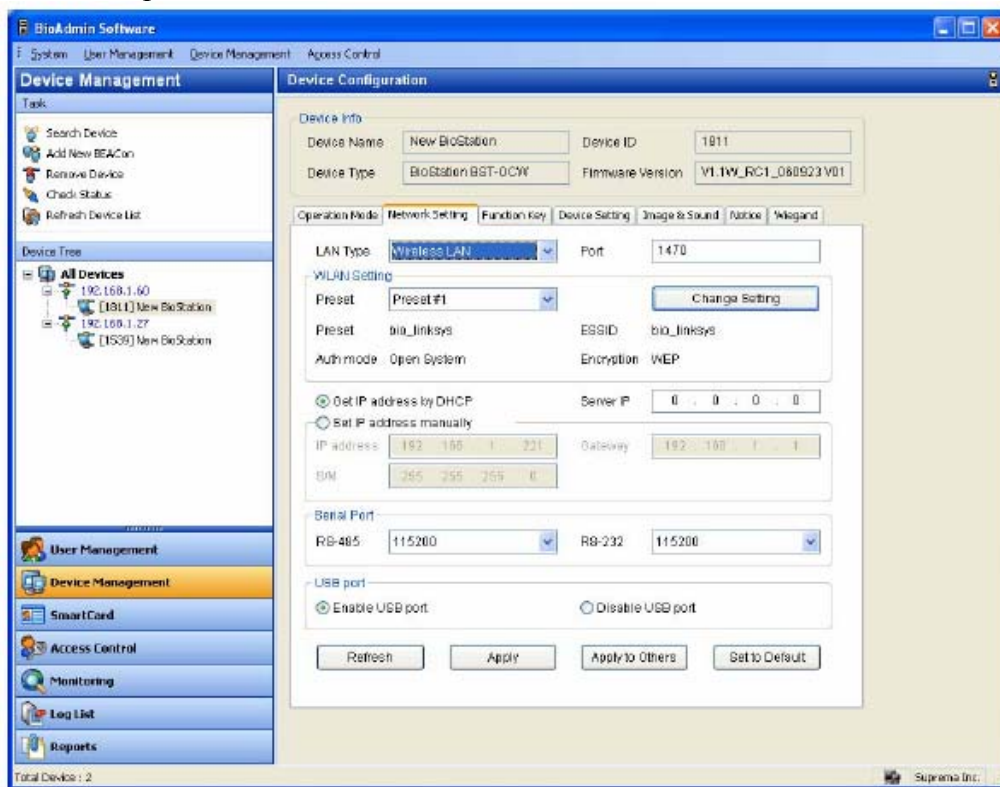 BioAdmin Software
System User Management Device Management Access Control
Device Management
Task
Search Device
Add New BEACon
Remove Device
Check Status
Refresh Device List
Device Tree
All Devices
192.168.1.60
[1811] New BioStation
192.168.1.27
[1539] New BioStation
User Management
Device Management
SmartCard
Access Control
Monitoring
Log List
Reports
Device Configuration
Device Info
Device Name New BioStation Device ID 1811
Device Type BioStation BST-OCW Firmware Version V1.1W_RC1_060923 V01
Operation Mode Network Setting Function Key Device Setting Image & Sound Notice Wiegand
LAN Type Wireless LAN Port 1470
WLAN Setting
Preset Preset #1 Change Setting
Preset bio_linksys ESSID bio_linksys
Auth mode Open System Encryption WEP
Get IP address by DHCP Server IP 0 . 0 . 0 . 0
Set IP address manually
IP address 192 . 168 . 1 . 221 Gateway 192 . 168 . 1 . 1
S/M 255 . 255 . 255 . 0
Serial Port
RS-485 115200 RS-232 115200
USB port
Enable USB port Disable USB port
Refresh Apply Apply to Others Set to Default
Total Device : 2 Suprema Inc.